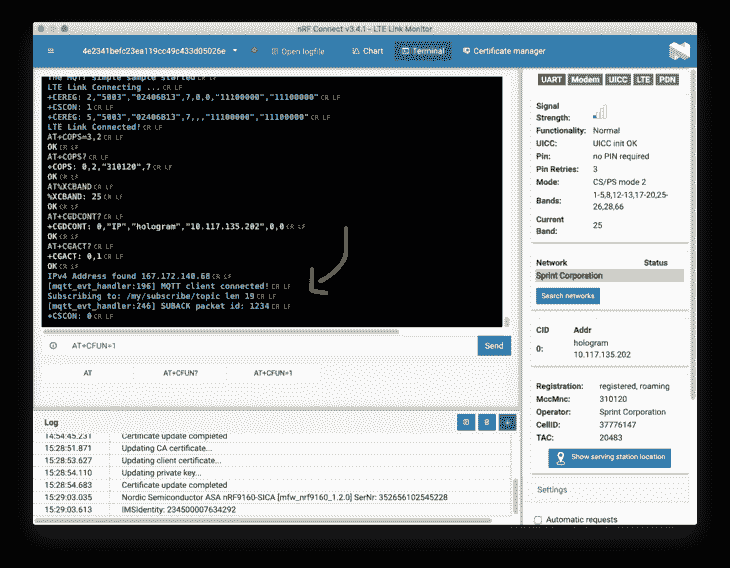 nRF Connect v3.4.1 - LTE Link Monitor
4e2341befc23ea119cc49c433d05026e
Open logfile
Chart
Terminal
Certificate manager
The MQTT simple sample started CR LF
LTE Link Connecting ... CR LF
+CEREG: 2,"5003","02406B13",7,0,0,"11100000","11100000" CR LF
+CSCON: 1 CR LF
+CEREG: 5,"5003","02406B13",7,,,"11100000","11100000" CR LF
LTE Link Connected! CR LF
AT+COPS=3,2 CR LF
OK CR LF
AT+COPS? CR LF
+COPS: 0,2,"310120",7 CR LF
OK CR LF
AT%XCBAND CR LF
%XCBAND: 25 CR LF
OK CR LF
AT+CGDCONT? CR LF
+CGDCONT: 0,"IP","hologram","10.117.135.202",0,0 CR LF
OK CR LF
AT+CGACT? CR LF
+CGACT: 0,1 CR LF
OK CR LF
IPv4 Address found 167.172.140.68 CR LF
[mqtt_evt_handler:196] MQTT client connected! CR LF
Subscribing to: /my/subscribe/topic len 19 CR LF
[mqtt_evt_handler:246] SUBACK packet id: 1234 CR LF
+CSCON: 0 CR LF
AT+CFUN=1
Send
AT
AT+CFUN?
AT+CFUN=1
Log
14:54:45.231 Certificate update completed
15:28:51.871 Updating CA certificate...
15:28:53.627 Updating client certificate...
15:28:54.110 Updating private key...
15:28:54.683 Certificate update completed
15:29:03.035 Nordic Semiconductor ASA nRF9160-SICA [mfw_nrf9160_1.2.0] SerNr: 352656102545228
15:29:03.613 IMSIdentity: 234500007634292
UART Modem UICC LTE PDN
Signal Strength:
Functionality: Normal
UICC: UICC init OK
Pin: no PIN required
Pin Retries: 3
Mode: CS/PS mode 2
Bands: 1-5,8,12-13,17-20,25-26,28,66
Current Band: 25
Network Status
Sprint Corporation
Search networks
CID Addr
0: hologram
10.117.135.202
Registration: registered, roaming
MccMnc: 310120
Operator: Sprint Corporation
CellID: 37776147
TAC: 20483
Show serving station location
Settings
Automatic requests